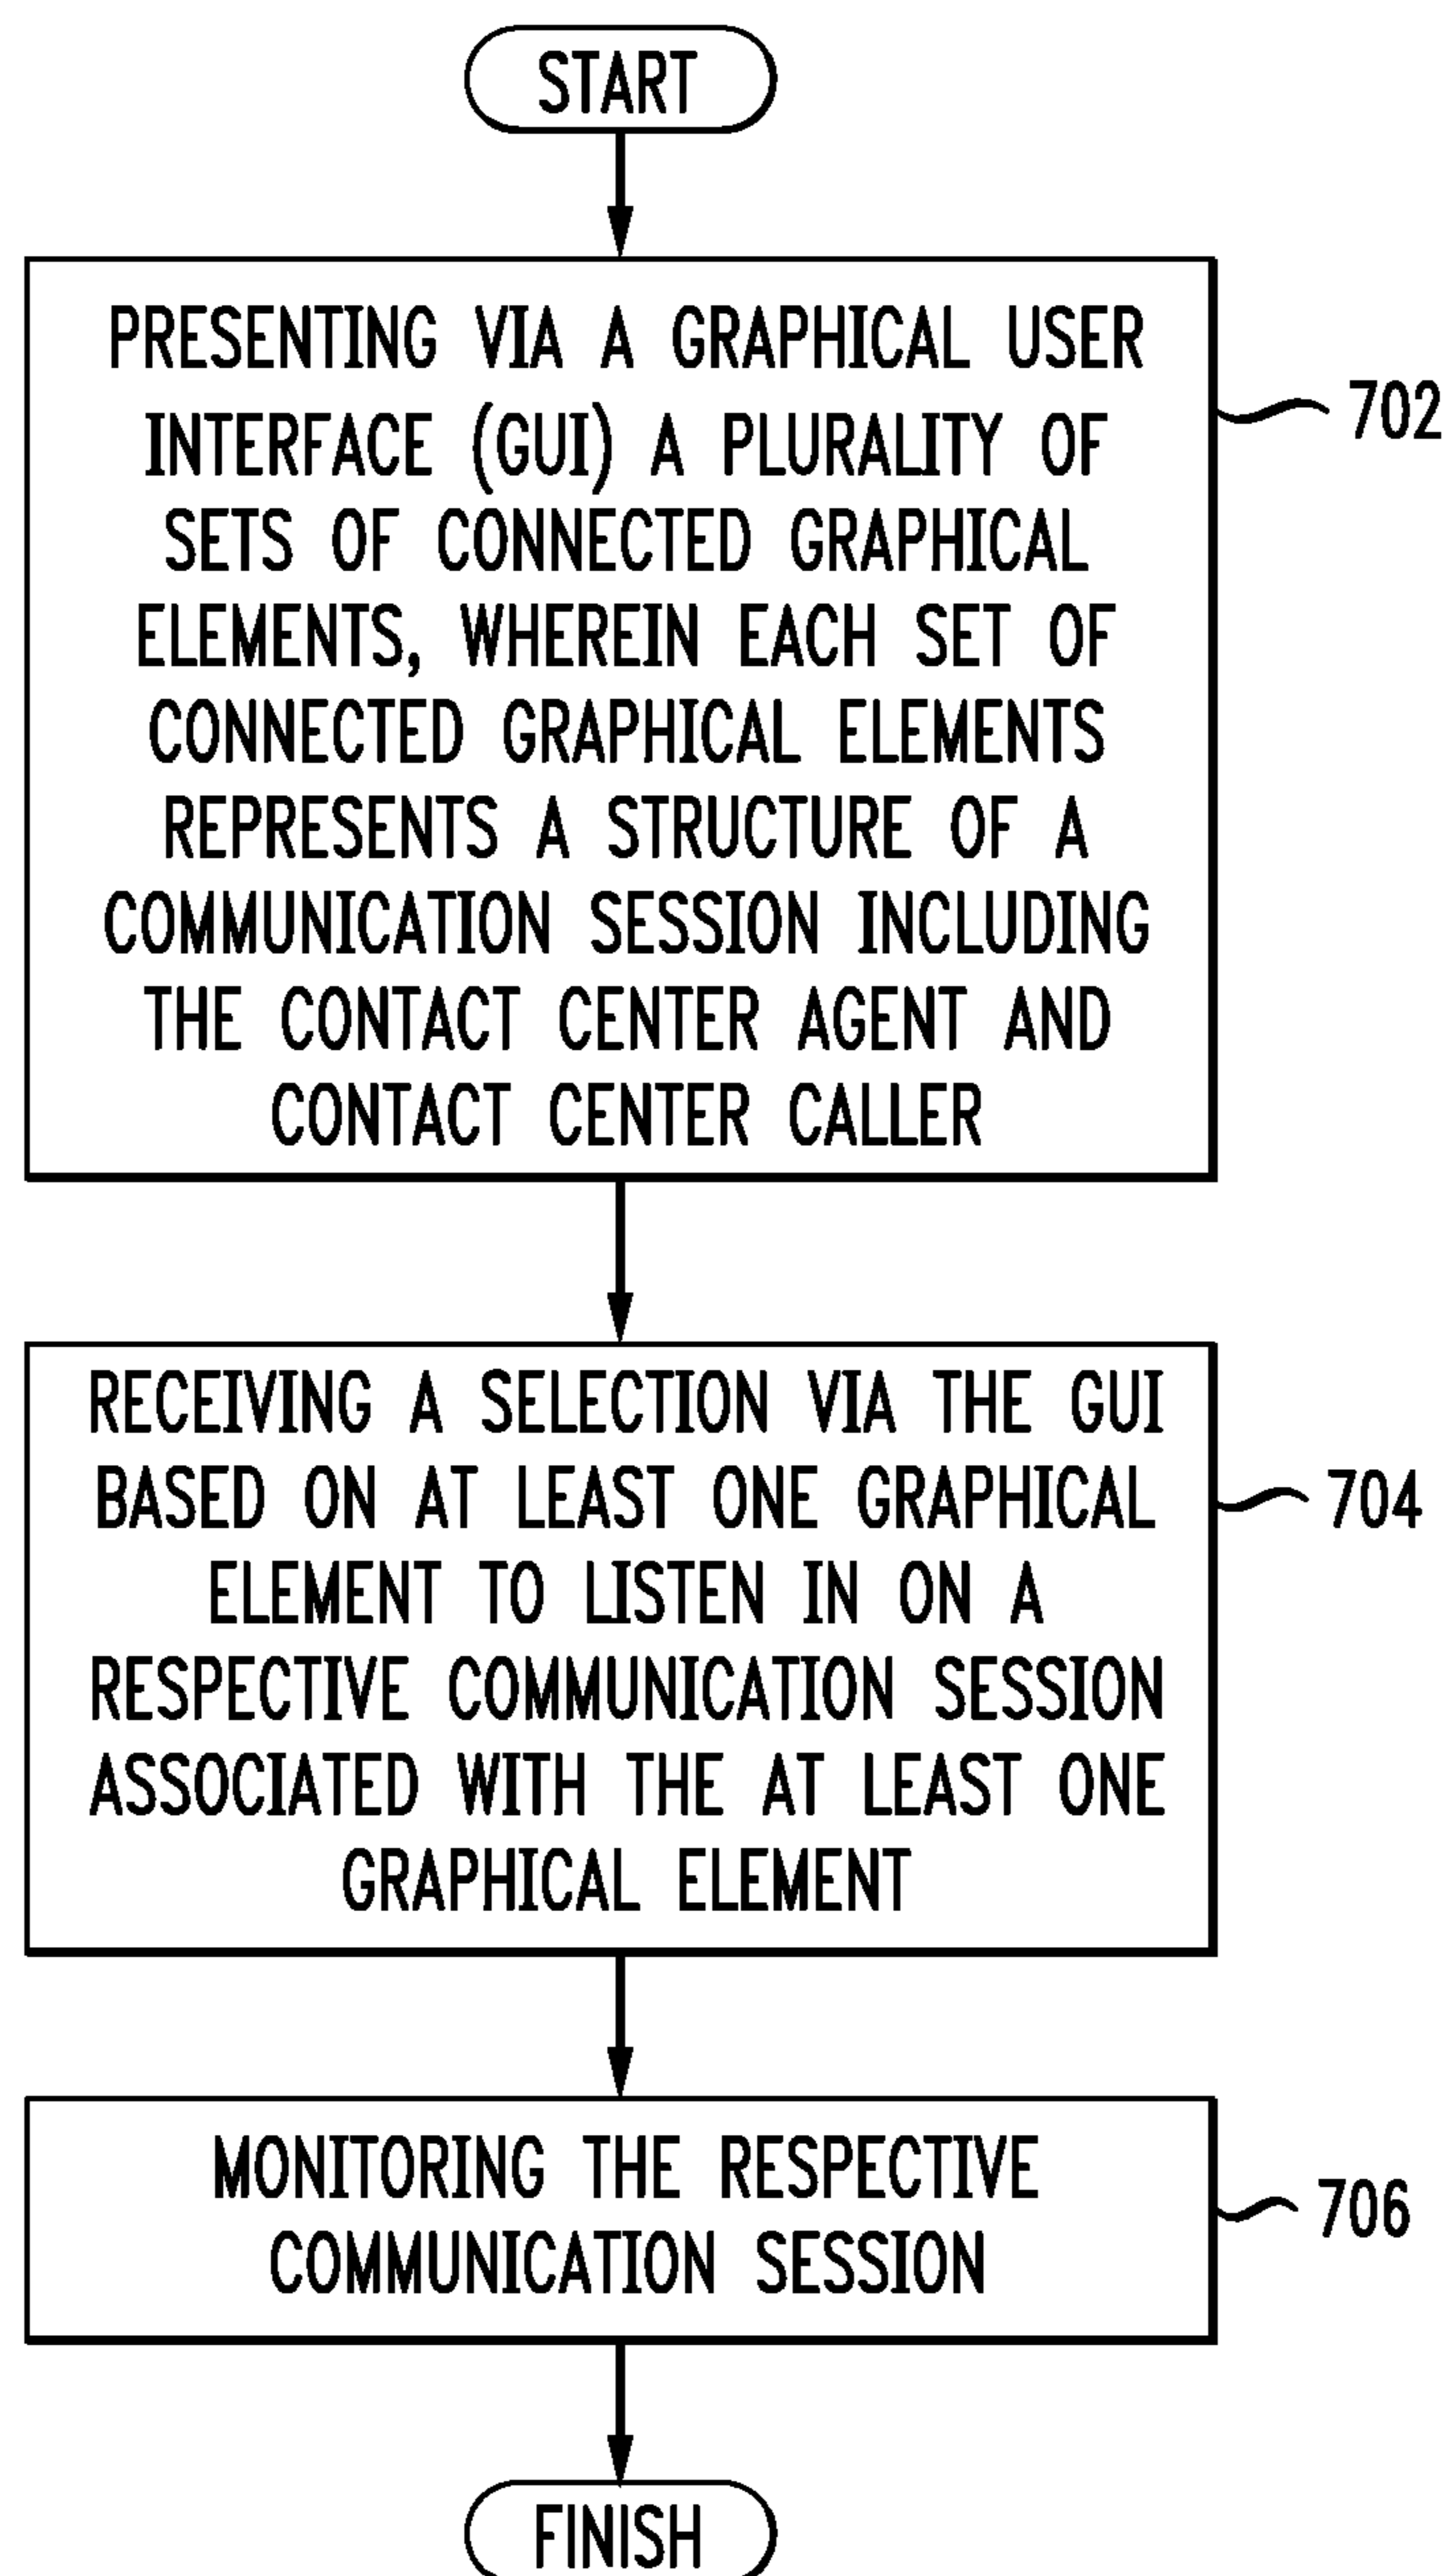 START
PRESENTING VIA A GRAPHICAL USER
INTERFACE (GUI) A PLURALITY OF
SETS OF CONNECTED GRAPHICAL
ELEMENTS, WHEREIN EACH SET OF
CONNECTED GRAPHICAL ELEMENTS
REPRESENTS A STRUCTURE OF A
COMMUNICATION SESSION INCLUDING
THE CONTACT CENTER AGENT AND
CONTACT CENTER CALLER
702
RECEIVING A SELECTION VIA THE GUI
BASED ON AT LEAST ONE GRAPHICAL
ELEMENT TO LISTEN IN ON A
RESPECTIVE COMMUNICATION SESSION
ASSOCIATED WITH THE AT LEAST ONE
GRAPHICAL ELEMENT
704
MONITORING THE RESPECTIVE
COMMUNICATION SESSION
706
FINISH